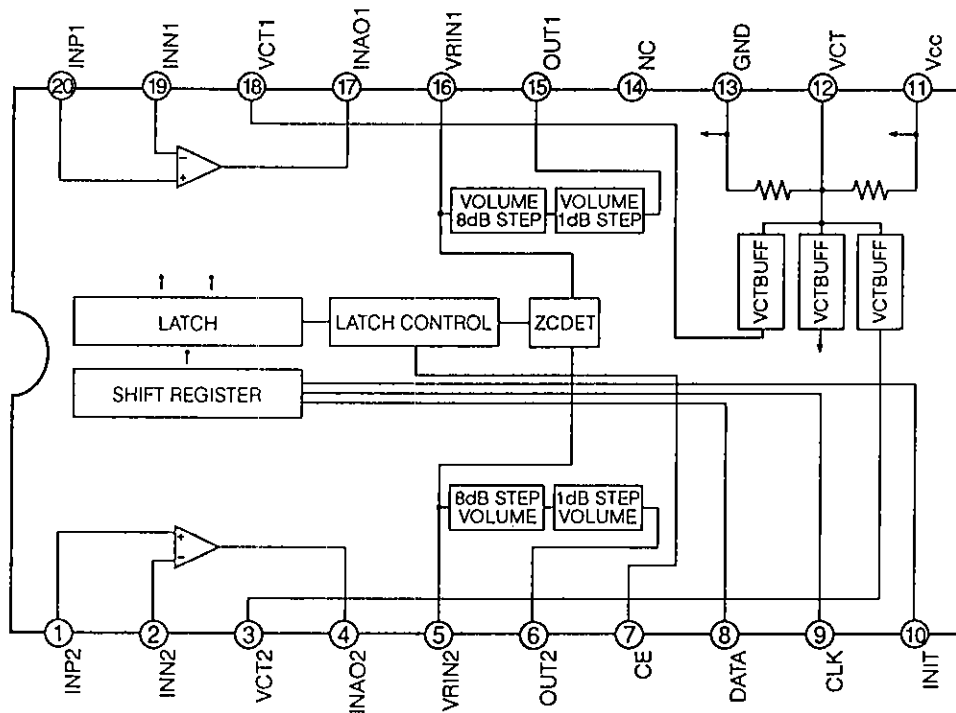 INP1
INN1
VCT1
INAO1
VRIN1
OUT1
NC
GND
VCT
Vcc
20
19
18
17
16
15
14
13
12
11
−
+
VOLUME
8dB STEP
VOLUME
1dB STEP
VCTBUFF
VCTBUFF
VCTBUFF
LATCH
LATCH CONTROL
ZCDET
SHIFT REGISTER
8dB STEP
VOLUME
1dB STEP
VOLUME
+
−
1
2
3
4
5
6
7
8
9
10
INP2
INN2
VCT2
INAO2
VRIN2
OUT2
CE
DATA
CLK
INIT